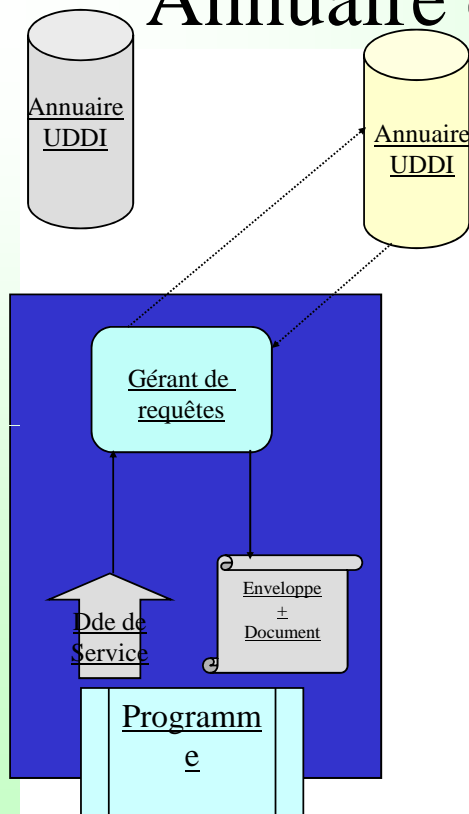 Annuaire
Annuaire
UDDI
Annuaire
UDDI
Gérant de
requêtes
Dde de
Service
Enveloppe
+
Document
Programm
e